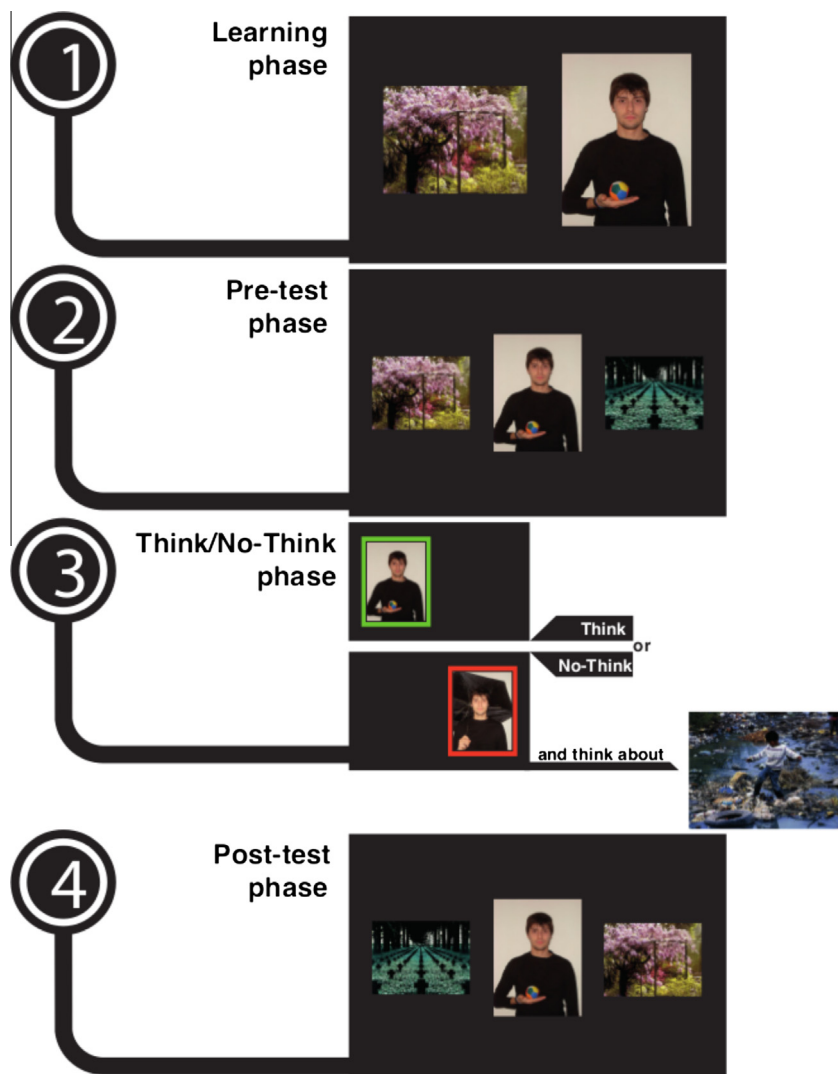 1
Learning
phase
2
Pre-test
phase
3
Think/No-Think
phase
Think
or
No-Think
and think about
4
Post-test
phase